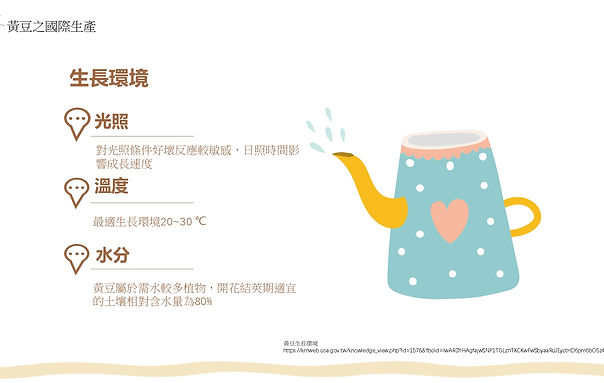 黃豆之國際生產
生長環境
光照
對光照條件好壞反應較敏感，日照時間影
響成長速度
溫度
最適生長環境20~30 ℃
水分
黃豆屬於需水較多植物，開花結莢期適宜
的土壤相對含水量為80%
黃豆生長環境